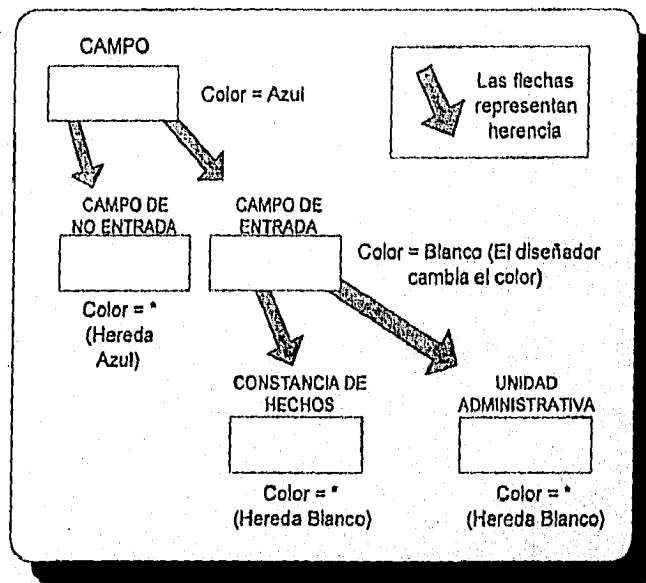 CAMPO
Color = Azul
Las flechas
representan
herencia
CAMPO DE
NO ENTRADA
CAMPO DE
ENTRADA
Color = Blanco (El diseñador
cambia el color)
Color = *
(Hereda
Azul)
CONSTANCIA DE
HECHOS
UNIDAD
ADMINISTRATIVA
Color = *
(Hereda Blanco)
Color = *
(Hereda Blanco)